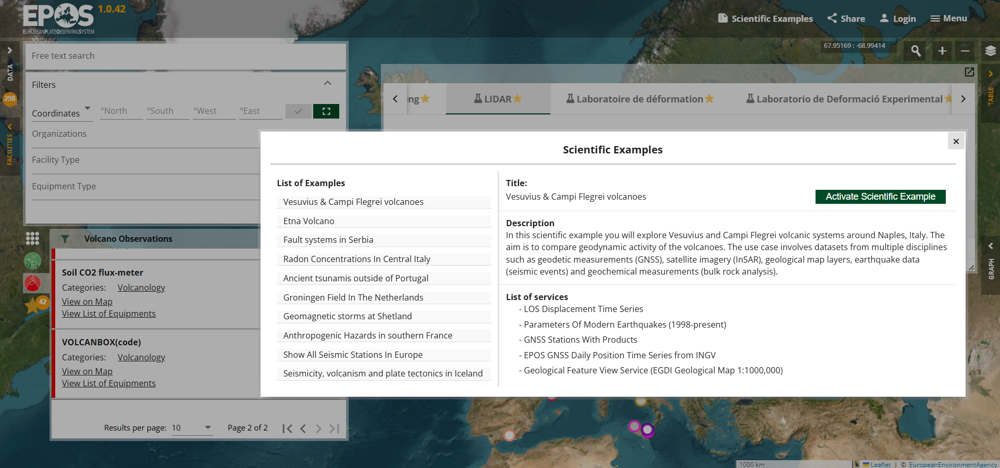 EPOS 1.0.42
EUROPEANPLATEOBSERVINGSYSTEM
Scientific Examples
Share
Login
Menu
67.95169 : -68.99414
DATA
298
FACILITIES
Free text search
Filters
Coordinates
°North
°South
°West
°East
Organizations
Facility Type
Equipment Type
Volcano Observations
42
Soil CO2 flux-meter
Categories: Volcanology
View on Map
View List of Equipments
VOLCANBOX(code)
Categories: Volcanology
View on Map
View List of Equipments
Results per page: 10
Page 2 of 2
ing
LIDAR
Laboratoire de déformation
Laboratorio de Deformació Experimental
TABLE
GRAPH
Scientific Examples
List of Examples
Vesuvius & Campi Flegrei volcanoes
Etna Volcano
Fault systems in Serbia
Radon Concentrations In Central Italy
Ancient tsunamis outside of Portugal
Groningen Field In The Netherlands
Geomagnetic storms at Shetland
Anthropogenic Hazards in southern France
Show All Seismic Stations In Europe
Seismicity, volcanism and plate tectonics in Iceland
Title:
Vesuvius & Campi Flegrei volcanoes
Activate Scientific Example
Description
In this scientific example you will explore Vesuvius and Campi Flegrei volcanic systems around Naples, Italy. The
aim is to compare geodynamic activity of the volcanoes. The use case involves datasets from multiple disciplines
such as geodetic measurements (GNSS), satellite imagery (InSAR), geological map layers, earthquake data
(seismic events) and geochemical measurements (bulk rock analysis).
List of services
- LOS Displacement Time Series
- Parameters Of Modern Earthquakes (1998-present)
- GNSS Stations With Products
- EPOS GNSS Daily Position Time Series from INGV
- Geological Feature View Service (EGDI Geological Map 1:1000,000)
1000 km
Leaflet | © EuropeanEnvironmentAgency